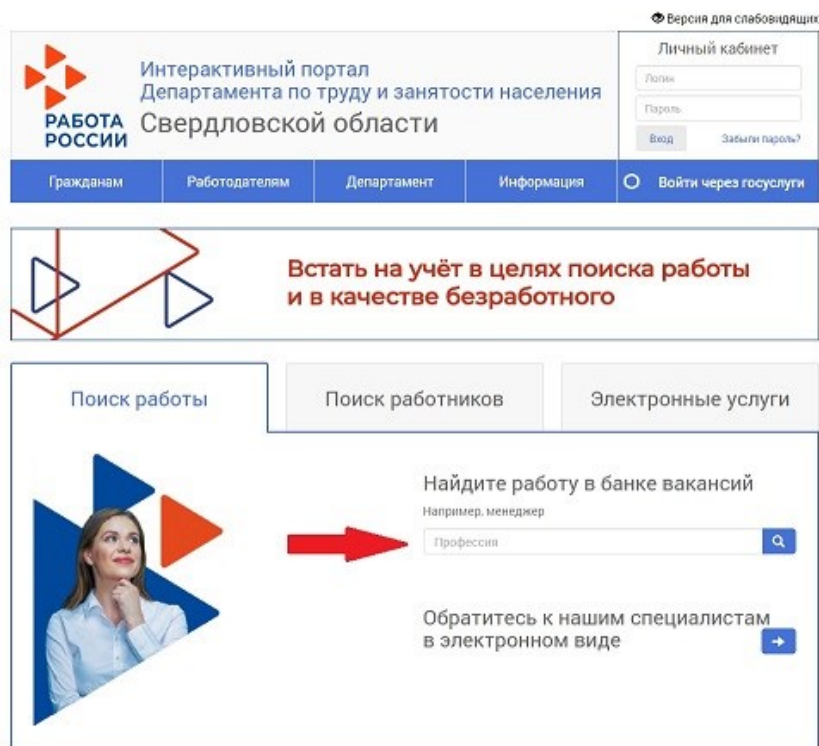 Версия для слабовидящих
РАБОТА
РОССИИ
Интерактивный портал
Департамента по труду и занятости населения
Свердловской области
Личный кабинет
Логин
Пароль
Вход Забыли пароль?
Гражданам Работодателям Департамент Информация Войти через госуслуги
Встать на учёт в целях поиска работы
и в качестве безработного
Поиск работы Поиск работников Электронные услуги
Найдите работу в банке вакансий
Например, менеджер
Профессия
Обратитесь к нашим специалистам
в электронном виде